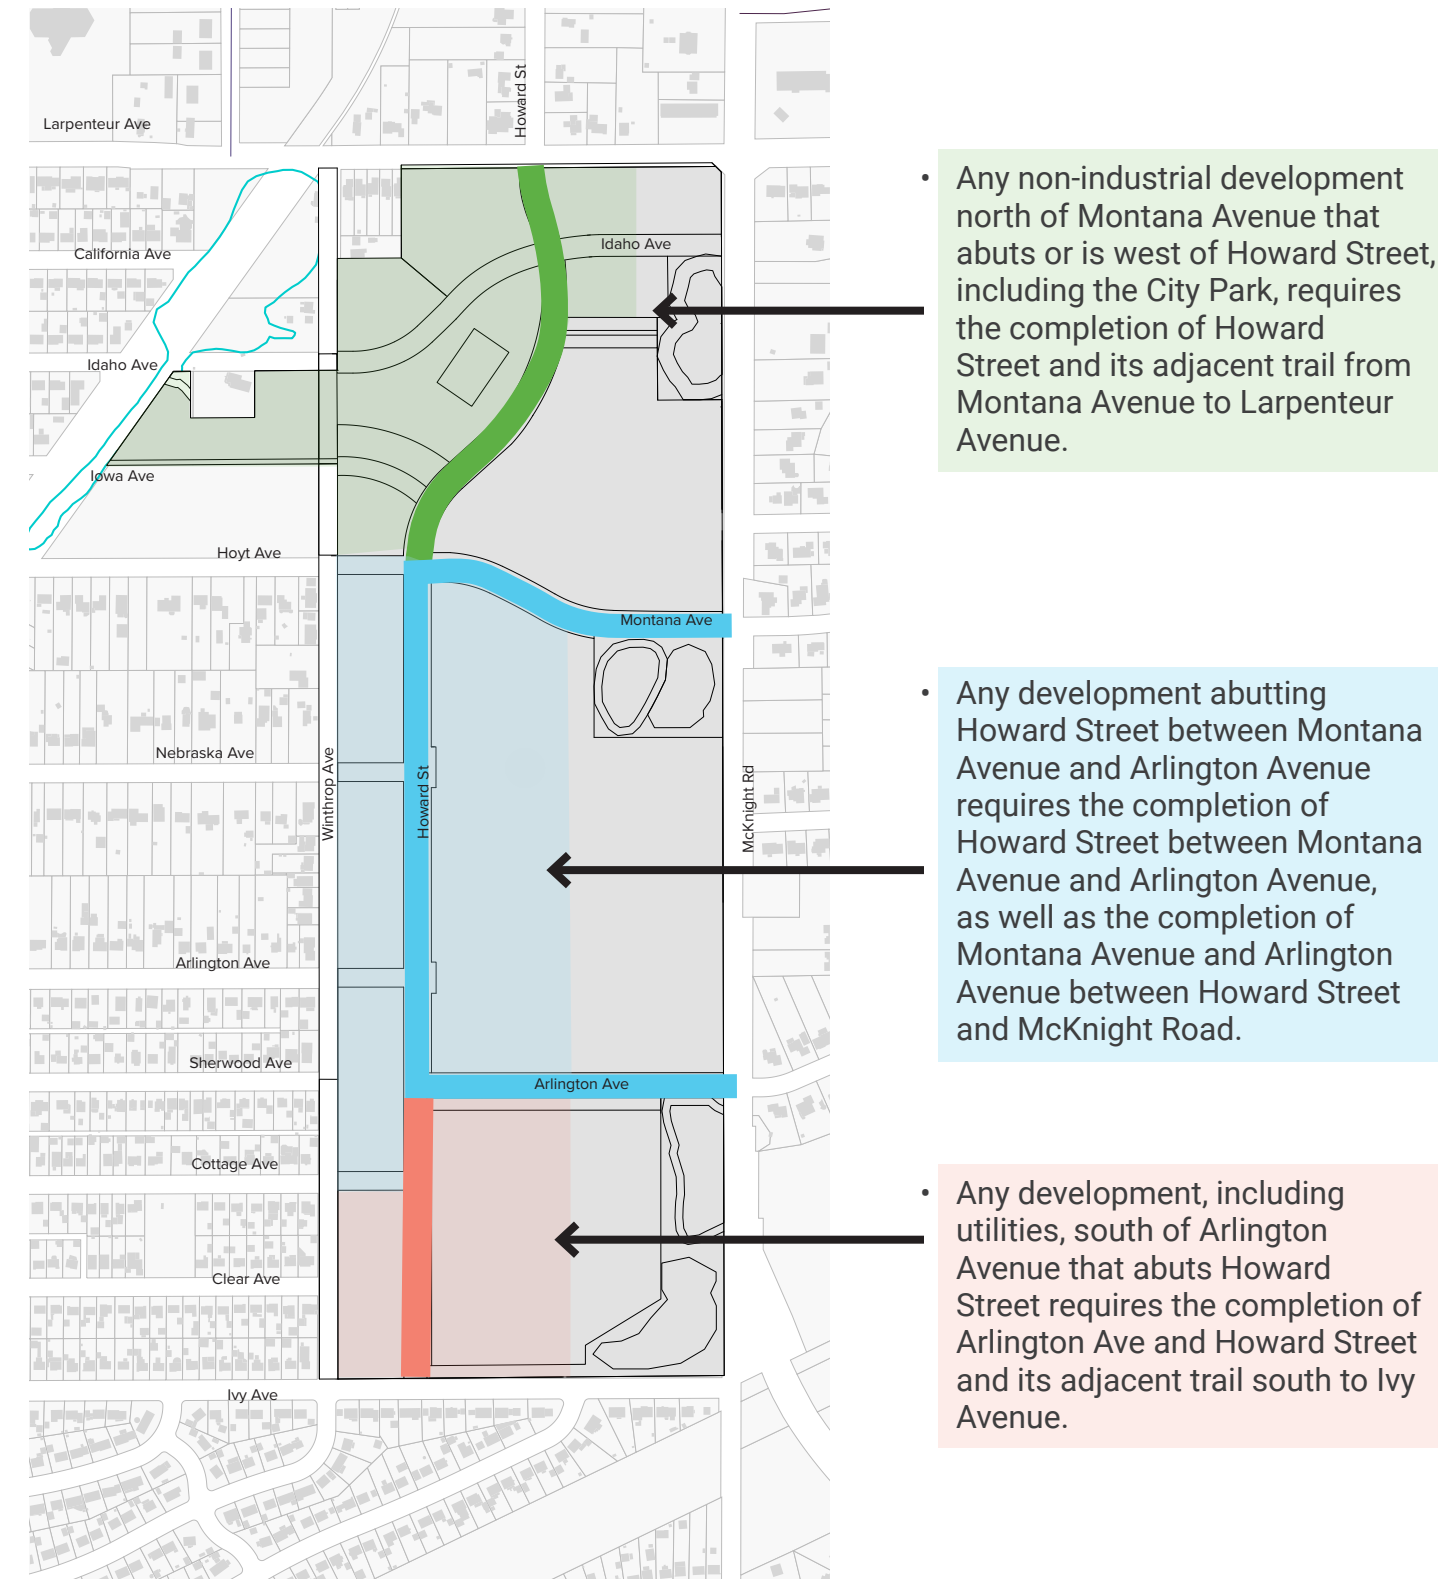 Howard St
Larpenteur Ave
California Ave
Idaho Ave
Idaho Ave
Iowa Ave
Hoyt Ave
Montana Ave
Nebraska Ave
Winthrop Ave
Howard St
McKnight Rd
Arlington Ave
Sherwood Ave
Arlington Ave
Cottage Ave
Clear Ave
Ivy Ave
• Any non-industrial development
north of Montana Avenue that
abuts or is west of Howard Street,
including the City Park, requires
the completion of Howard
Street and its adjacent trail from
Montana Avenue to Larpenteur
Avenue.
• Any development abutting
Howard Street between Montana
Avenue and Arlington Avenue
requires the completion of
Howard Street between Montana
Avenue and Arlington Avenue,
as well as the completion of
Montana Avenue and Arlington
Avenue between Howard Street
and McKnight Road.
• Any development, including
utilities, south of Arlington
Avenue that abuts Howard
Street requires the completion of
Arlington Ave and Howard Street
and its adjacent trail south to Ivy
Avenue.